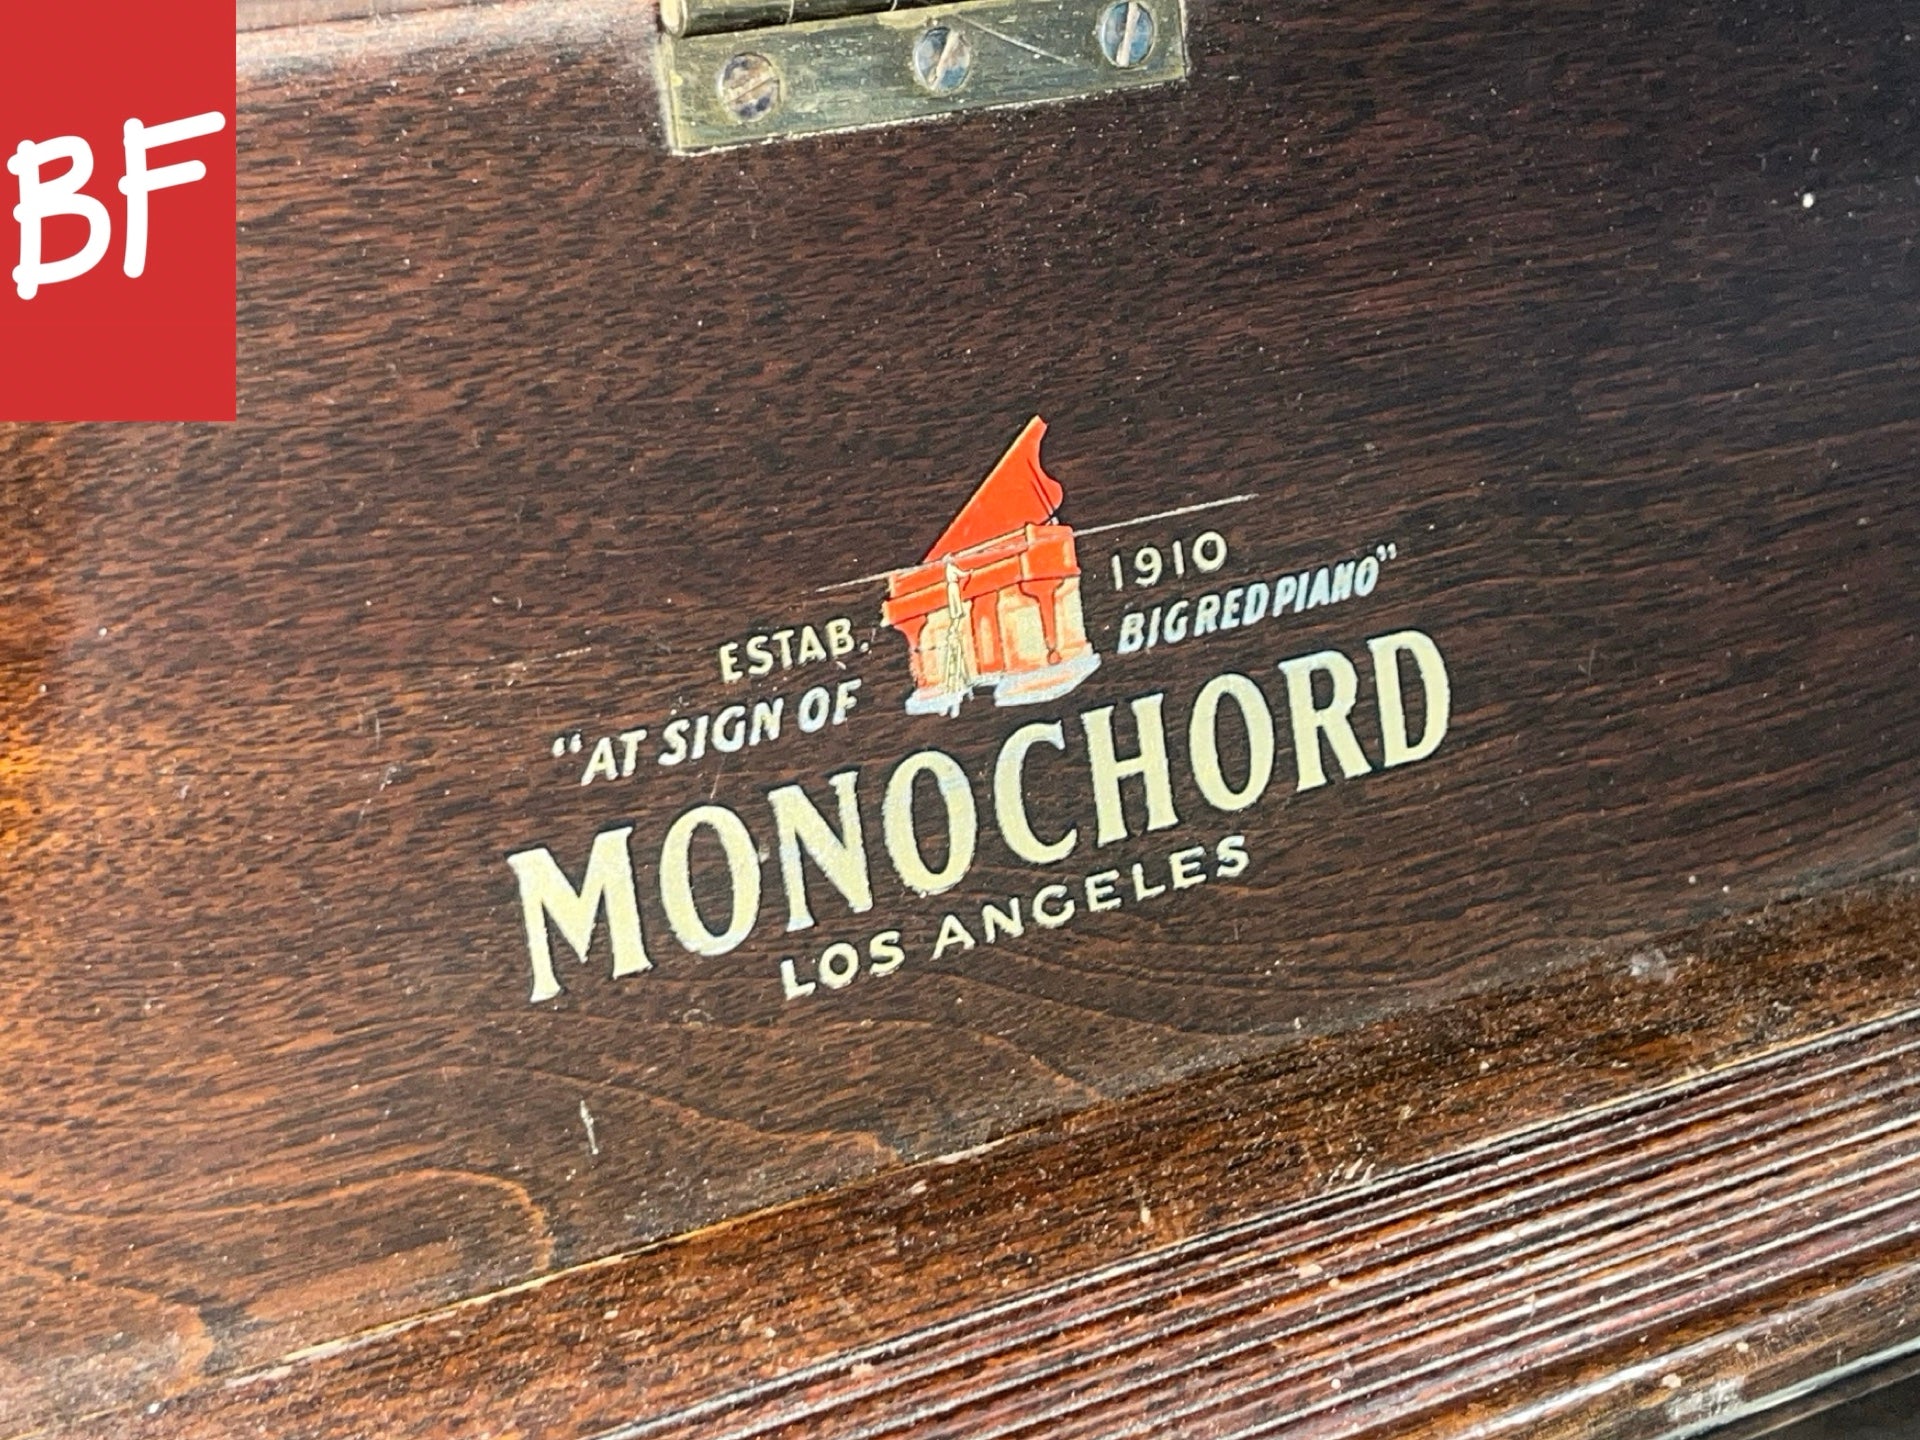 BF
ESTAB. 1910
"AT SIGN OF BIG RED PIANO"
MONOCHORD
LOS ANGELES